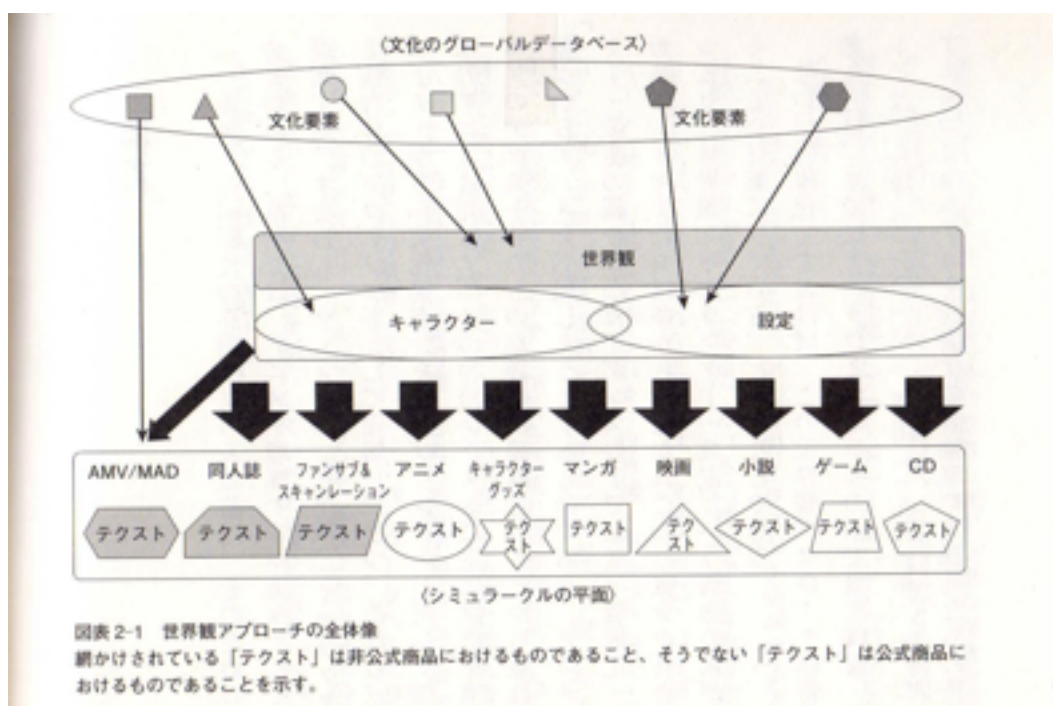 〈文化のグローバルデータベース〉
文化要素
文化要素
世界観
キャラクター
設定
AMV/MAD
同人誌
ファンサブ&
スキャンレーション
アニメ
キャラクター
グッズ
マンガ
映画
小説
ゲーム
CD
テクスト
テクスト
テクスト
テクスト
テク
スト
テクスト
テク
スト
テクスト
テクスト
テクスト
〈シミュラークルの平面〉
図表 2-1 世界観アプローチの全体像
網かけされている「テクスト」は非公式商品におけるものであること、そうでない「テクスト」は公式商品に
おけるものであることを示す。